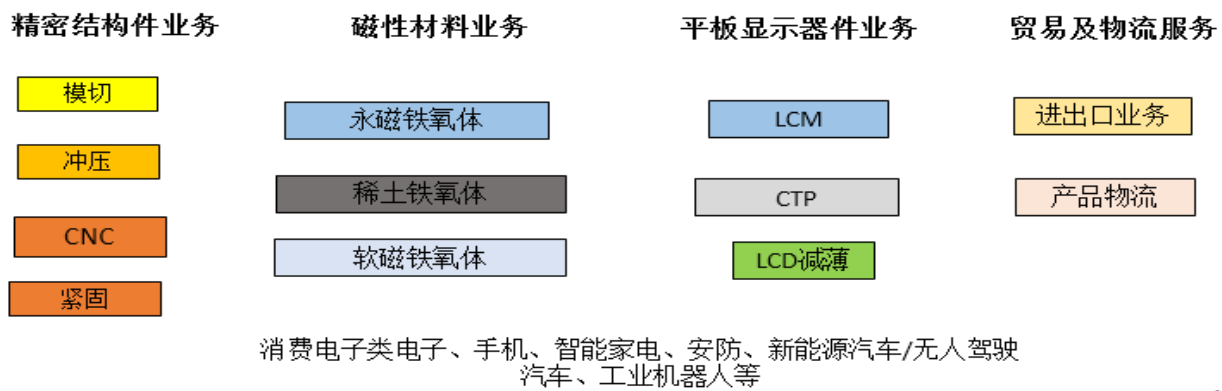 精密结构件业务
磁性材料业务
平板显示器件业务
贸易及物流服务
模切
冲压
CNC
紧固
永磁铁氧体
稀土铁氧体
软磁铁氧体
LCM
CTP
LCD减薄
进出口业务
产品物流
消费电子类电子、手机、智能家电、安防、新能源汽车/无人驾驶
汽车、工业机器人等